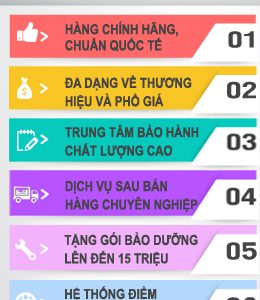 HÀNG CHÍNH HÃNG,
CHUẨN QUỐC TẾ
01
ĐA DẠNG VỀ THƯƠNG
HIỆU VÀ PHỔ GIÁ
02
TRUNG TÂM BẢO HÀNH
CHẤT LƯỢNG CAO
03
DỊCH VỤ SAU BÁN
HÀNG CHUYÊN NGHIỆP
04
TẶNG GÓI BẢO DƯỠNG
LÊN ĐẾN 15 TRIỆU
05
HỆ THỐNG ĐIỂM